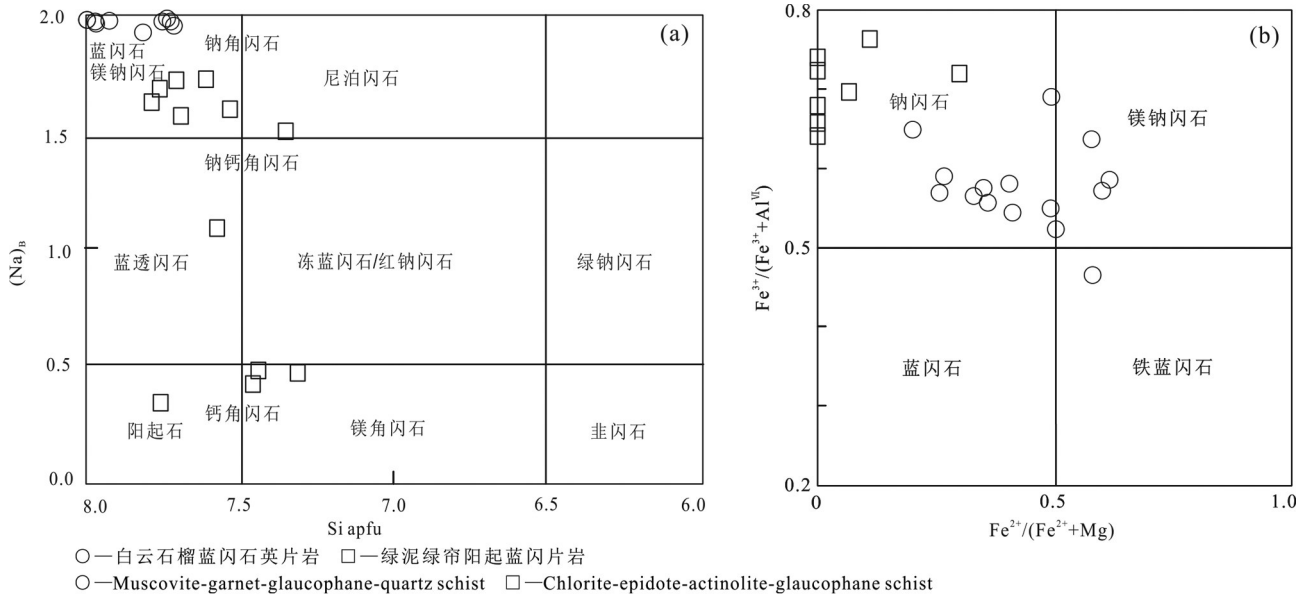 (a)
2.0
1.5
1.0
0.5
0.0
(Na)B
蓝闪石
镁钠闪石
钠角闪石
尼泊闪石
钠钙角闪石
蓝透闪石
冻蓝闪石/红钠闪石
绿钠闪石
钙角闪石
阳起石
镁角闪石
韭闪石
8.0
7.5
7.0
6.5
6.0
Si apfu
(b)
0.8
0.5
0.2
Fe³⁺/(Fe³⁺+Alⱽᴵ)
钠闪石
镁钠闪石
蓝闪石
铁蓝闪石
0
0.5
1.0
Fe²⁺/(Fe²⁺+Mg)
○—白云石榴蓝闪石英片岩 □—绿泥绿帘阳起蓝闪片岩
○—Muscovite-garnet-glaucophane-quartz schist □—Chlorite-epidote-actinolite-glaucophane schist